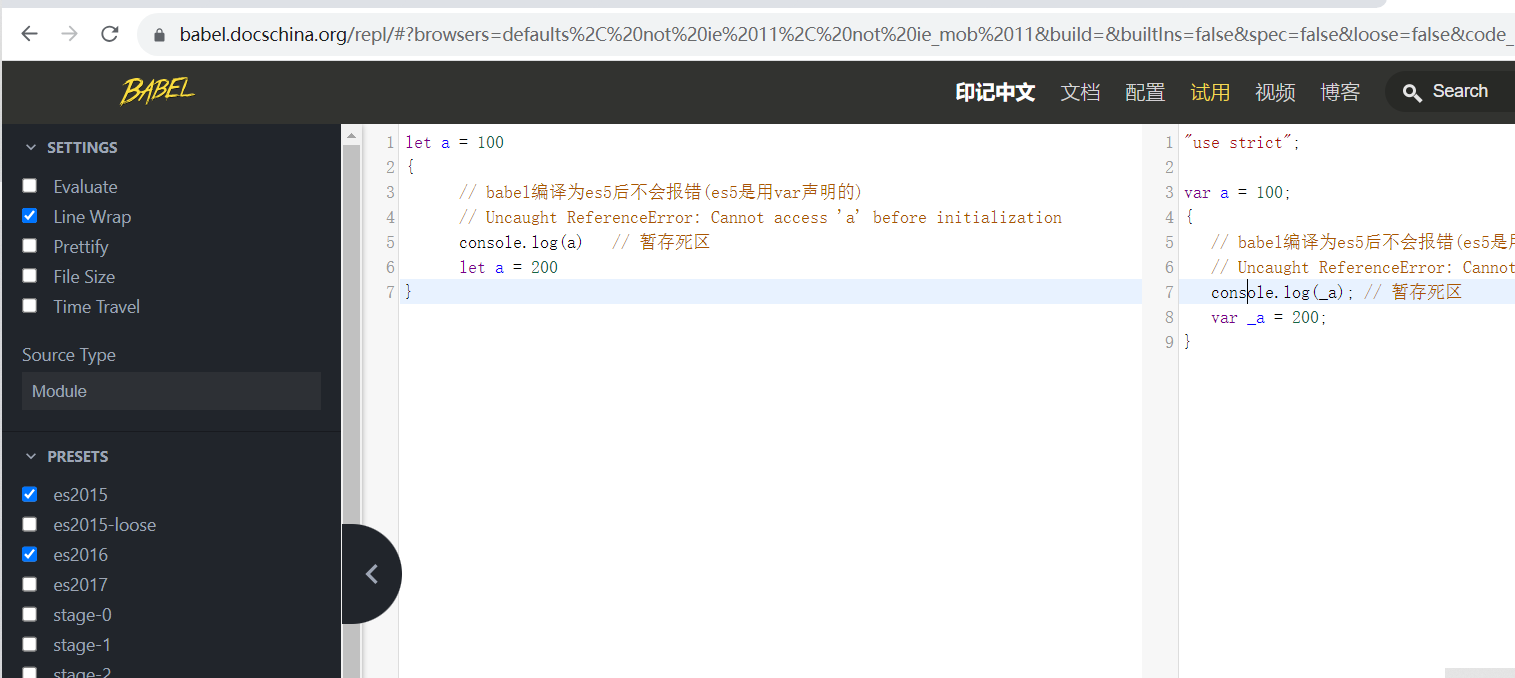 babel.docschina.org/repl/#?browsers=defaults%2C%20not%20ie%2011%2C%20not%20ie_mob%2011&build=&builtIns=false&spec=false&loose=false&code_
BABEL
印记中文 文档 配置 试用 视频 博客 Search
SETTINGS
Evaluate
Line Wrap
Prettify
File Size
Time Travel
Source Type
Module
PRESETS
es2015
es2015-loose
es2016
es2017
stage-0
stage-1
stage-2
1 let a = 100
2 {
3 // babel编译为es5后不会报错(es5是用var声明的)
4 // Uncaught ReferenceError: Cannot access 'a' before initialization
5 console.log(a) // 暂存死区
6 let a = 200
7 }
1 "use strict";
2
3 var a = 100;
4 {
5 // babel编译为es5后不会报错(es5是用
6 // Uncaught ReferenceError: Cannot
7 console.log(_a); // 暂存死区
8 var _a = 200;
9 }